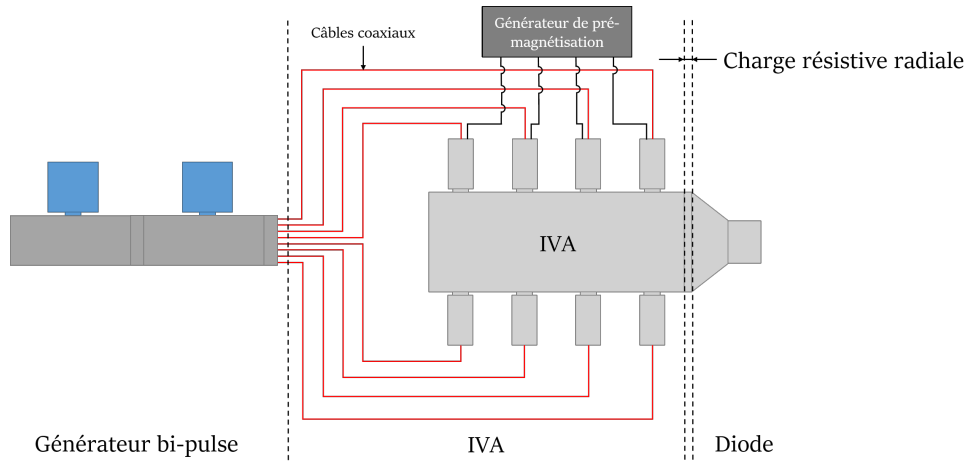 Générateur de pré-
magnétisation
Câbles coaxiaux
Charge résistive radiale
IVA
Générateur bi-pulse
IVA
Diode